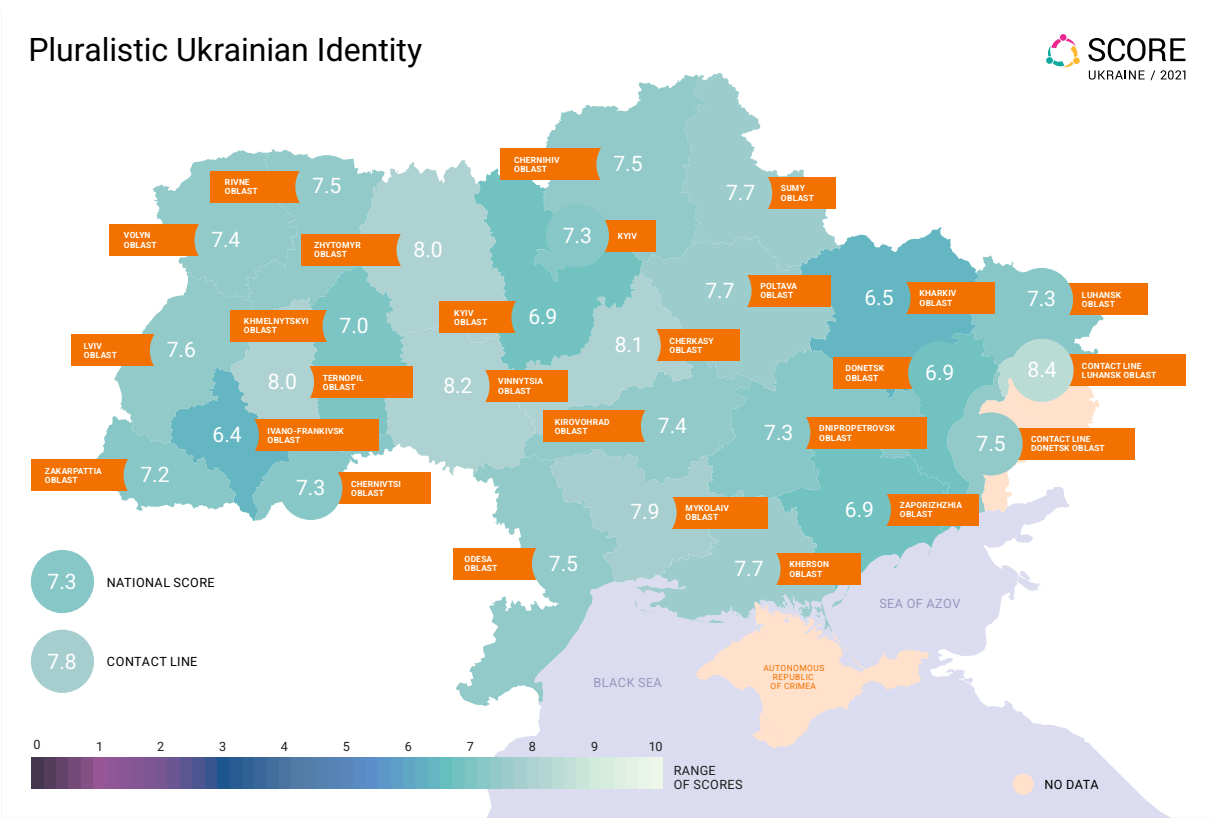 Pluralistic Ukrainian Identity
SCORE
UKRAINE / 2021
CHERNIHIV
OBLAST
7.5
RIVNE
OBLAST
7.5
7.7
SUMY
OBLAST
VOLYN
OBLAST
7.4
ZHYTOMYR
OBLAST
8.0
7.3
KYIV
7.7
POLTAVA
OBLAST
6.5
KHARKIV
OBLAST
7.3
LUHANSK
OBLAST
KHMELNYTSKYI
OBLAST
7.0
KYIV
OBLAST
6.9
LVIV
OBLAST
7.6
8.1
CHERKASY
OBLAST
DONETSK
OBLAST
6.9
8.4
CONTACT LINE
LUHANSK OBLAST
8.0
TERNOPIL
OBLAST
8.2
VINNYTSIA
OBLAST
6.4
IVANO-FRANKIVSK
OBLAST
KIROVOHRAD
OBLAST
7.4
7.3
DNIPROPETROVSK
OBLAST
7.5
CONTACT LINE
DONETSK OBLAST
ZAKARPATTIA
OBLAST
7.2
7.3
CHERNIVTSI
OBLAST
7.9
MYKOLAIV
OBLAST
6.9
ZAPORIZHZHIA
OBLAST
ODESA
OBLAST
7.5
7.7
KHERSON
OBLAST
7.3
NATIONAL SCORE
SEA OF AZOV
7.8
CONTACT LINE
BLACK SEA
AUTONOMOUS
REPUBLIC
OF CRIMEA
0 1 2 3 4 5 6 7 8 9 10
RANGE
OF SCORES
NO DATA